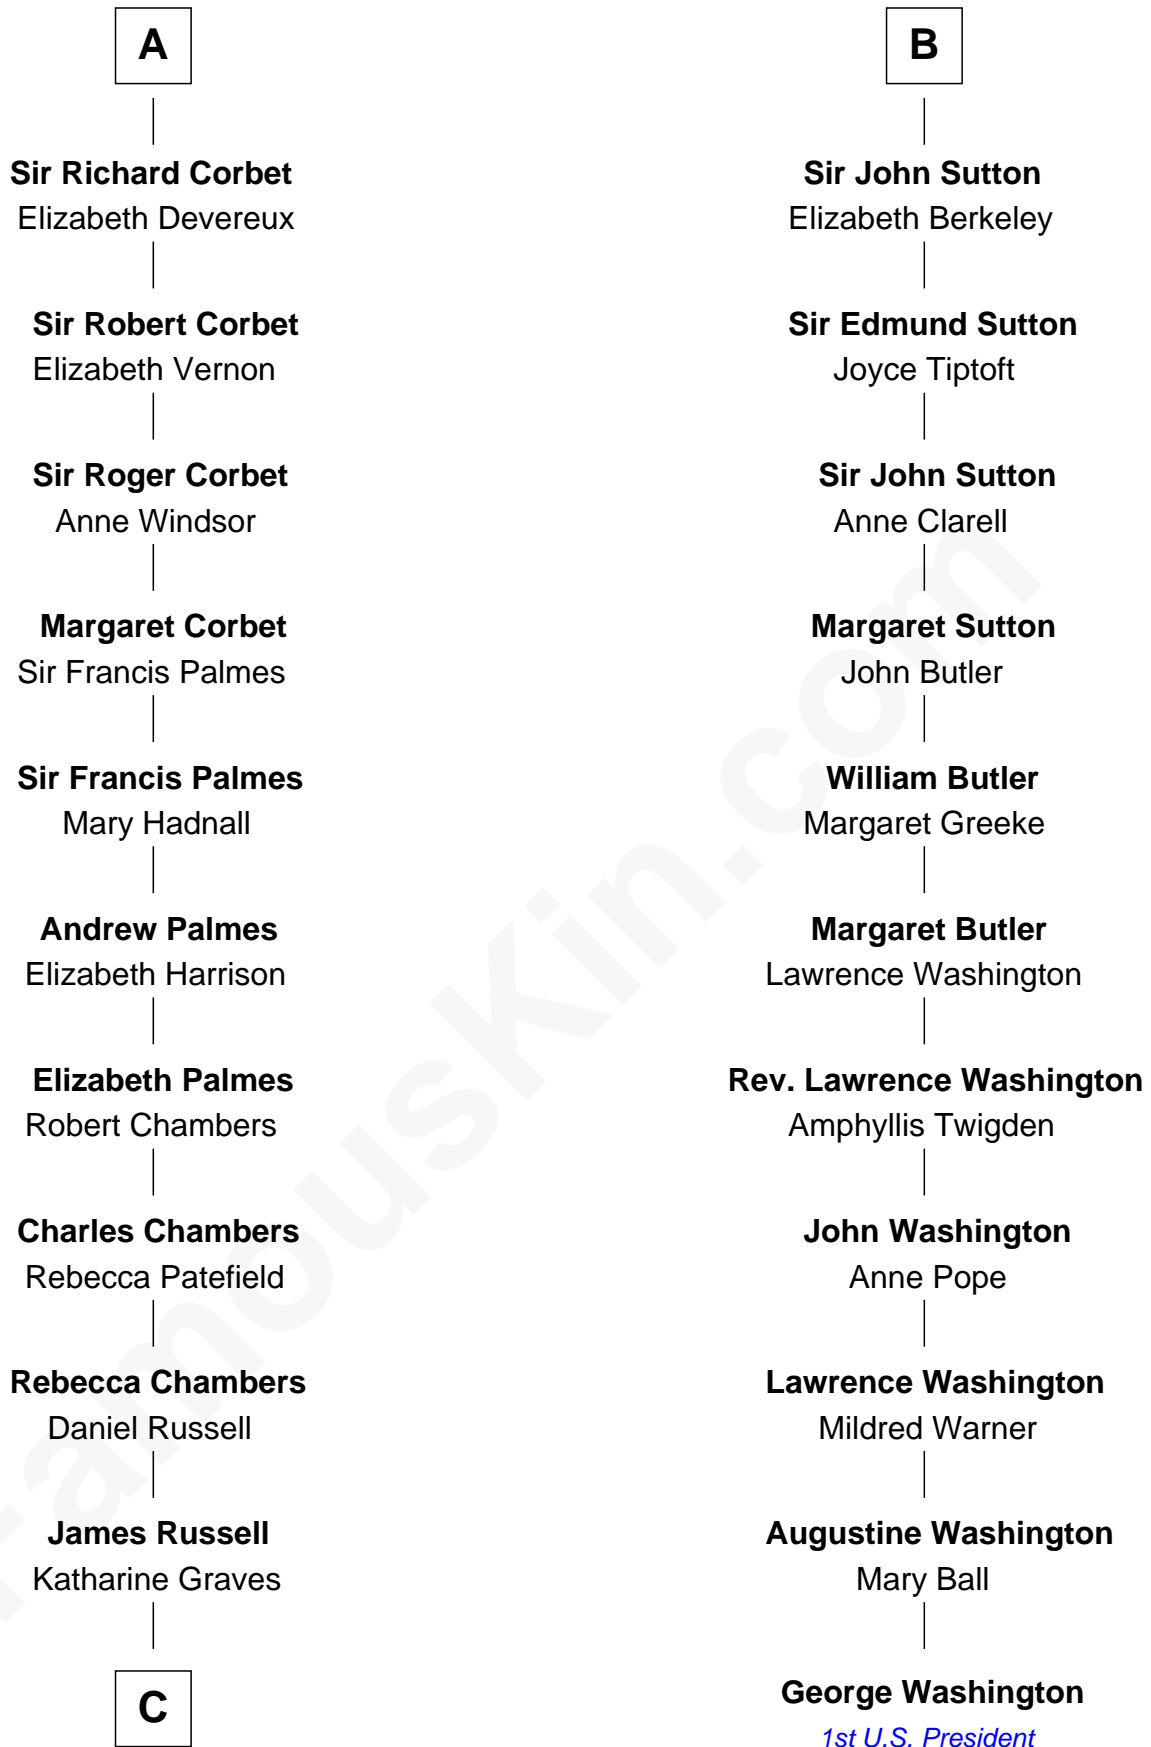 A
Sir Richard Corbet
Elizabeth Devereux
Sir Robert Corbet
Elizabeth Vernon
Sir Roger Corbet
Anne Windsor
Margaret Corbet
Sir Francis Palmes
Sir Francis Palmes
Mary Hadnall
Andrew Palmes
Elizabeth Harrison
Elizabeth Palmes
Robert Chambers
Charles Chambers
Rebecca Patefield
Rebecca Chambers
Daniel Russell
James Russell
Katharine Graves
C
B
Sir John Sutton
Elizabeth Berkeley
Sir Edmund Sutton
Joyce Tiptoft
Sir John Sutton
Anne Clarell
Margaret Sutton
John Butler
William Butler
Margaret Greeke
Margaret Butler
Lawrence Washington
Rev. Lawrence Washington
Amphyllis Twigden
John Washington
Anne Pope
Lawrence Washington
Mildred Warner
Augustine Washington
Mary Ball
George Washington
1st U.S. President
FamousKin.com